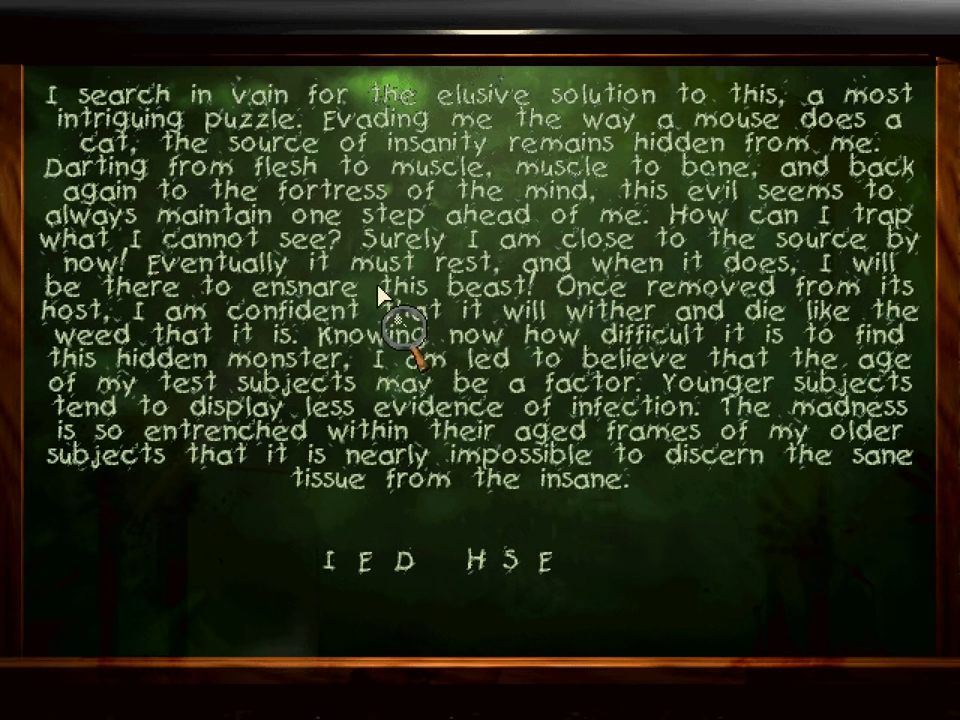 I search in vain for the elusive solution to this, a most
intriguing puzzle. Evading me the way a mouse does a
cat, the source of insanity remains hidden from me.
Darting from flesh to muscle, muscle to bone, and back
again to the fortress of the mind, this evil seems to
always maintain one step ahead of me. How can I trap
what I cannot see? Surely I am close to the source by
now! Eventually it must rest, and when it does, I will
be there to ensnare this beast! Once removed from its
host, I am confident it will wither and die like the
weed that it is. Knowing now how difficult it is to find
this hidden monster, I am led to believe that the age
of my test subjects may be a factor. Younger subjects
tend to display less evidence of infection. The madness
is so entrenched within their aged frames of my older
subjects that it is nearly impossible to discern the sane
tissue from the insane.
I E D H S E